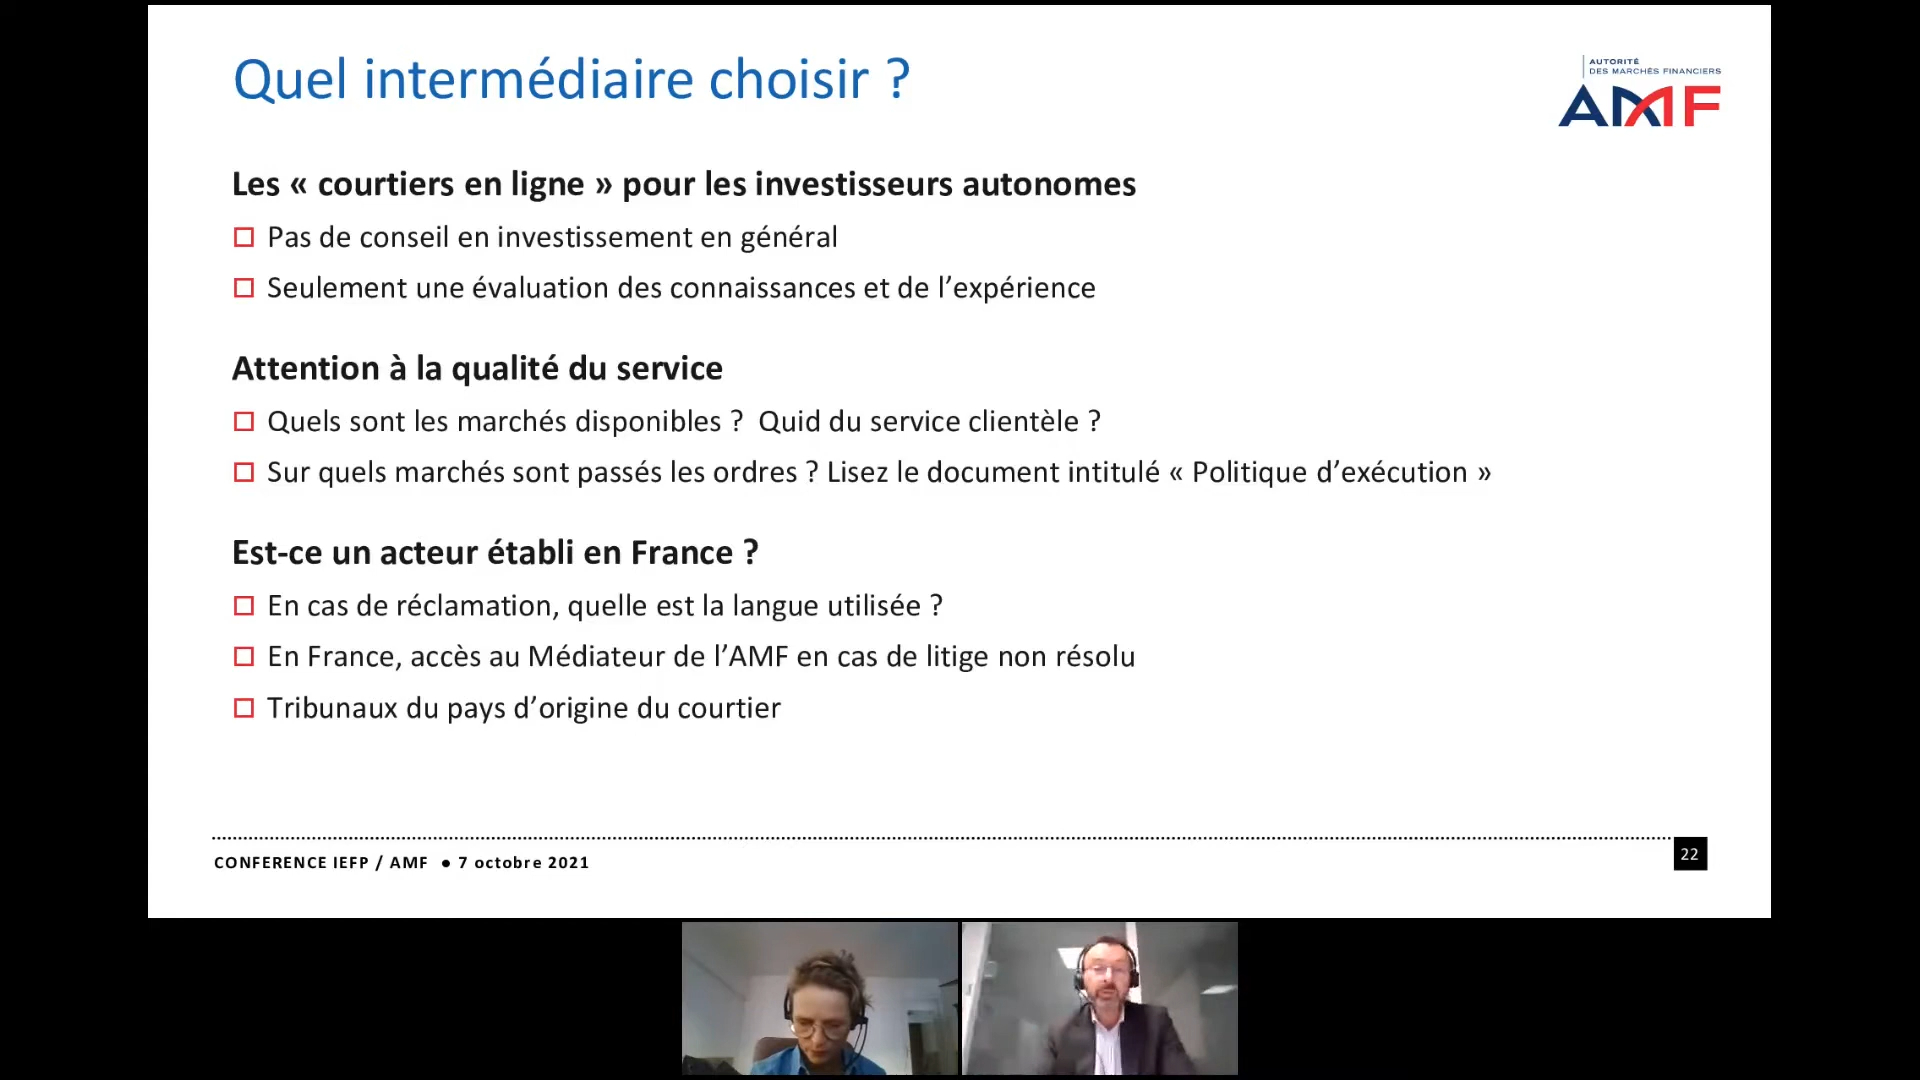 Quel intermédiaire choisir ?
AUTORITÉ
DES MARCHÉS FINANCIERS
AMF
Les « courtiers en ligne » pour les investisseurs autonomes
Pas de conseil en investissement en général
Seulement une évaluation des connaissances et de l’expérience
Attention à la qualité du service
Quels sont les marchés disponibles ?  Quid du service clientèle ?
Sur quels marchés sont passés les ordres ? Lisez le document intitulé « Politique d’exécution »
Est-ce un acteur établi en France ?
En cas de réclamation, quelle est la langue utilisée ?
En France, accès au Médiateur de l’AMF en cas de litige non résolu
Tribunaux du pays d’origine du courtier
CONFERENCE IEFP / AMF ● 7 octobre 2021
22